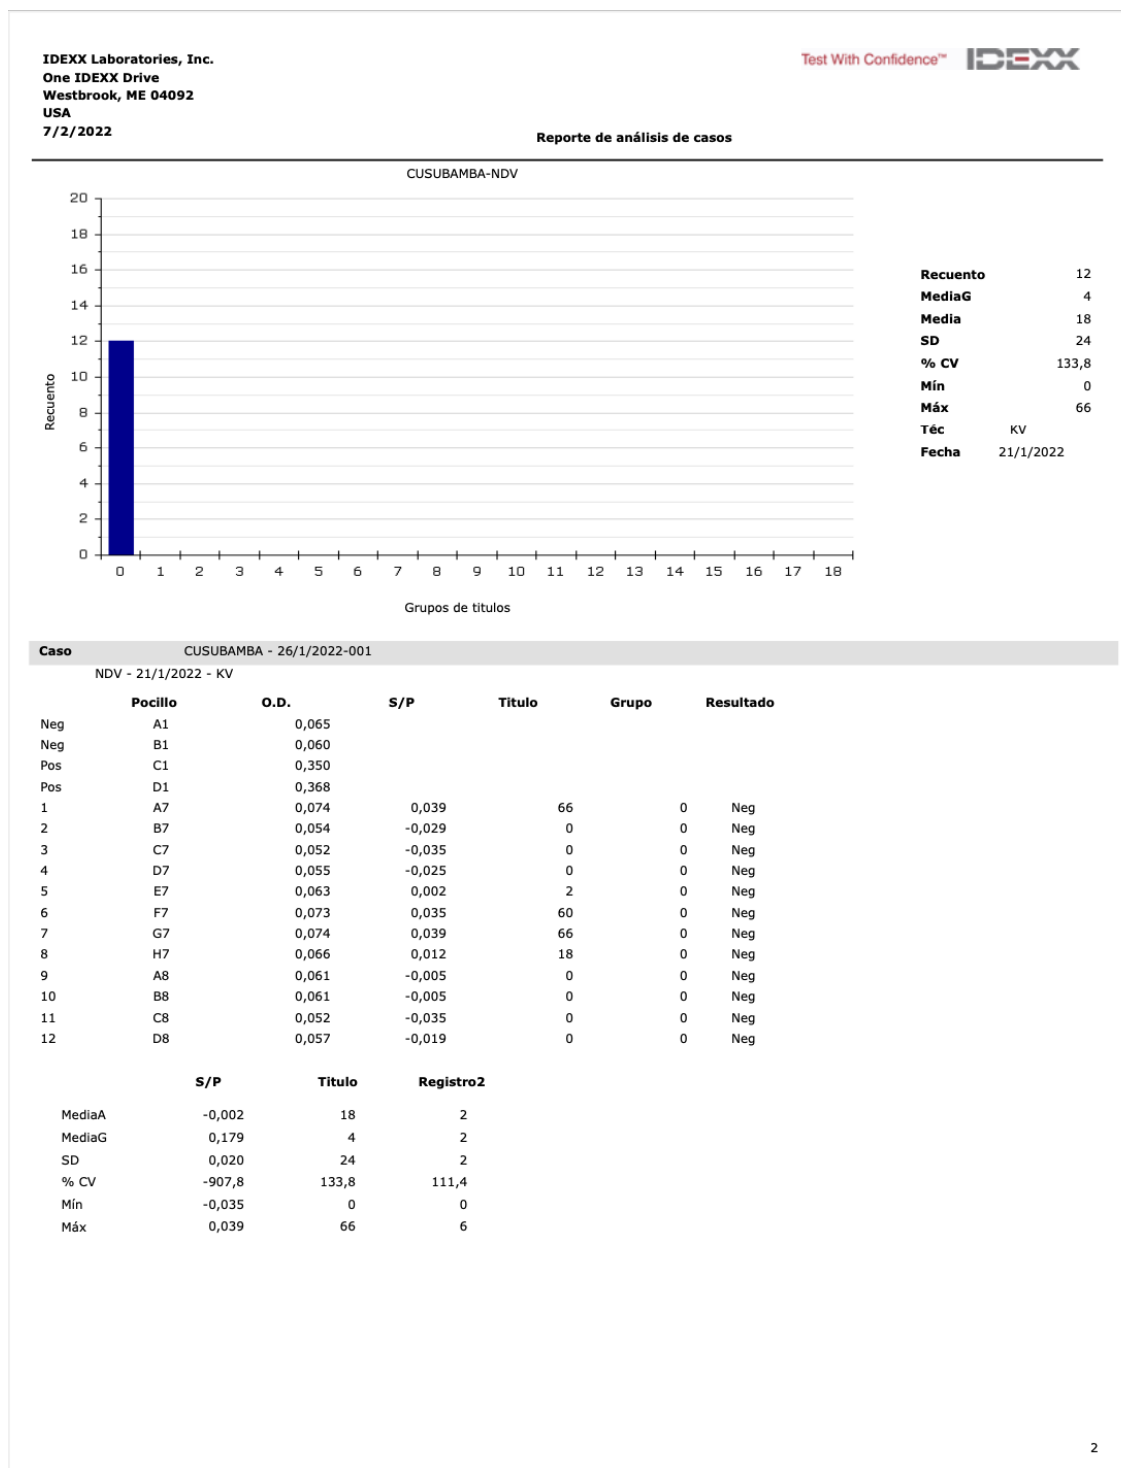 IDEXX Laboratories, Inc.
One IDEXX Drive
Westbrook, ME 04092
USA
7/2/2022
Test With Confidence™ IDEXX
Reporte de análisis de casos
CUSUBAMBA-NDV
20
18
16
14
12
10
8
6
4
2
0
Recuento
0 1 2 3 4 5 6 7 8 9 10 11 12 13 14 15 16 17 18
Grupos de titulos
Recuento 12
MediaG 4
Media 18
SD 24
% CV 133,8
Mín 0
Máx 66
Téc KV
Fecha 21/1/2022
Caso CUSUBAMBA - 26/1/2022-001
NDV - 21/1/2022 - KV
Pocillo O.D. S/P Titulo Grupo Resultado
Neg A1 0,065
Neg B1 0,060
Pos C1 0,350
Pos D1 0,368
1 A7 0,074 0,039 66 0 Neg
2 B7 0,054 -0,029 0 0 Neg
3 C7 0,052 -0,035 0 0 Neg
4 D7 0,055 -0,025 0 0 Neg
5 E7 0,063 0,002 2 0 Neg
6 F7 0,073 0,035 60 0 Neg
7 G7 0,074 0,039 66 0 Neg
8 H7 0,066 0,012 18 0 Neg
9 A8 0,061 -0,005 0 0 Neg
10 B8 0,061 -0,005 0 0 Neg
11 C8 0,052 -0,035 0 0 Neg
12 D8 0,057 -0,019 0 0 Neg
S/P Titulo Registro2
MediaA -0,002 18 2
MediaG 0,179 4 2
SD 0,020 24 2
% CV -907,8 133,8 111,4
Mín -0,035 0 0
Máx 0,039 66 6
2